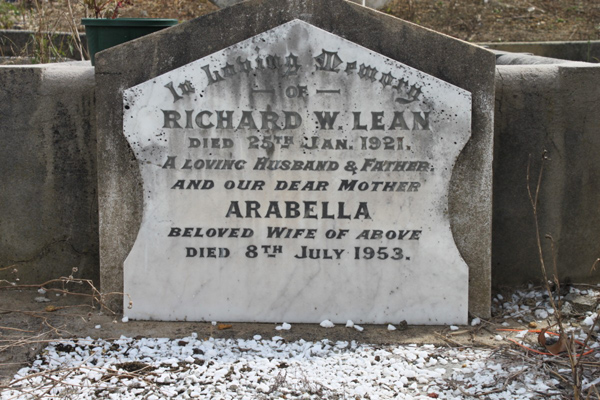 In Loving Memory
— OF —
RICHARD W. LEAN
DIED 25TH JAN. 1921.
A LOVING HUSBAND & FATHER.
AND OUR DEAR MOTHER
ARABELLA
BELOVED WIFE OF ABOVE
DIED 8TH JULY 1953.